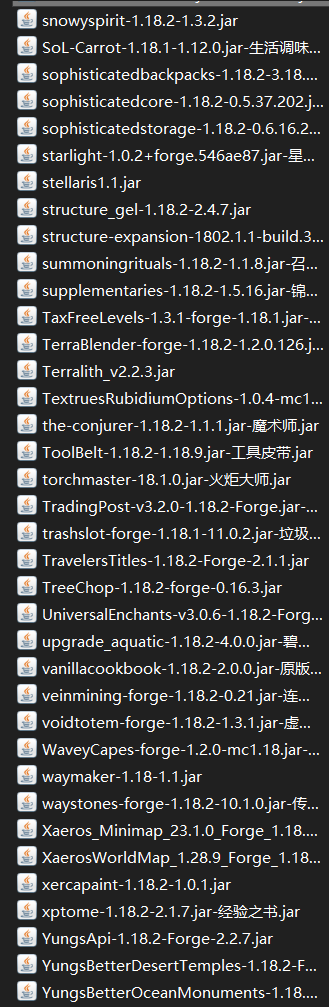 snowyspirit-1.18.2-1.3.2.jar
SoL-Carrot-1.18.1-1.12.0.jar-生活调味...
sophisticatedbackpacks-1.18.2-3.18....
sophisticatedcore-1.18.2-0.5.37.202.j...
sophisticatedstorage-1.18.2-0.6.16.2...
starlight-1.0.2+forge.546ae87.jar-星...
stellaris1.1.jar
structure_gel-1.18.2-2.4.7.jar
structure-expansion-1802.1.1-build.3...
summoningrituals-1.18.2-1.1.8.jar-召...
supplementaries-1.18.2-1.5.16.jar-锦...
TaxFreeLevels-1.3.1-forge-1.18.1.jar-...
TerraBlender-forge-1.18.2-1.2.0.126.j...
Terralith_v2.2.3.jar
TextruesRubidiumOptions-1.0.4-mc1...
the-conjurer-1.18.2-1.1.1.jar-魔术师.jar
ToolBelt-1.18.2-1.18.9.jar-工具皮带.jar
torchmaster-18.1.0.jar-火炬大师.jar
TradingPost-v3.2.0-1.18.2-Forge.jar-...
trashslot-forge-1.18.1-11.0.2.jar-垃圾...
TravelersTitles-1.18.2-Forge-2.1.1.jar
TreeChop-1.18.2-forge-0.16.3.jar
UniversalEnchants-v3.0.6-1.18.2-Forg...
upgrade_aquatic-1.18.2-4.0.0.jar-碧...
vanillacookbook-1.18.2-2.0.0.jar-原版...
veinmining-forge-1.18.2-0.21.jar-连...
voidtotem-forge-1.18.2-1.3.1.jar-虚...
WaveyCapes-forge-1.2.0-mc1.18.jar-...
waymaker-1.18-1.1.jar
waystones-forge-1.18.2-10.1.0.jar-传...
Xaeros_Minimap_23.1.0_Forge_1.18....
XaerosWorldMap_1.28.9_Forge_1.18...
xercapaint-1.18.2-1.0.1.jar
xptome-1.18.2-2.1.7.jar-经验之书.jar
YungsApi-1.18.2-Forge-2.2.7.jar
YungsBetterDesertTemples-1.18.2-F...
YungsBetterOceanMonuments-1.18....